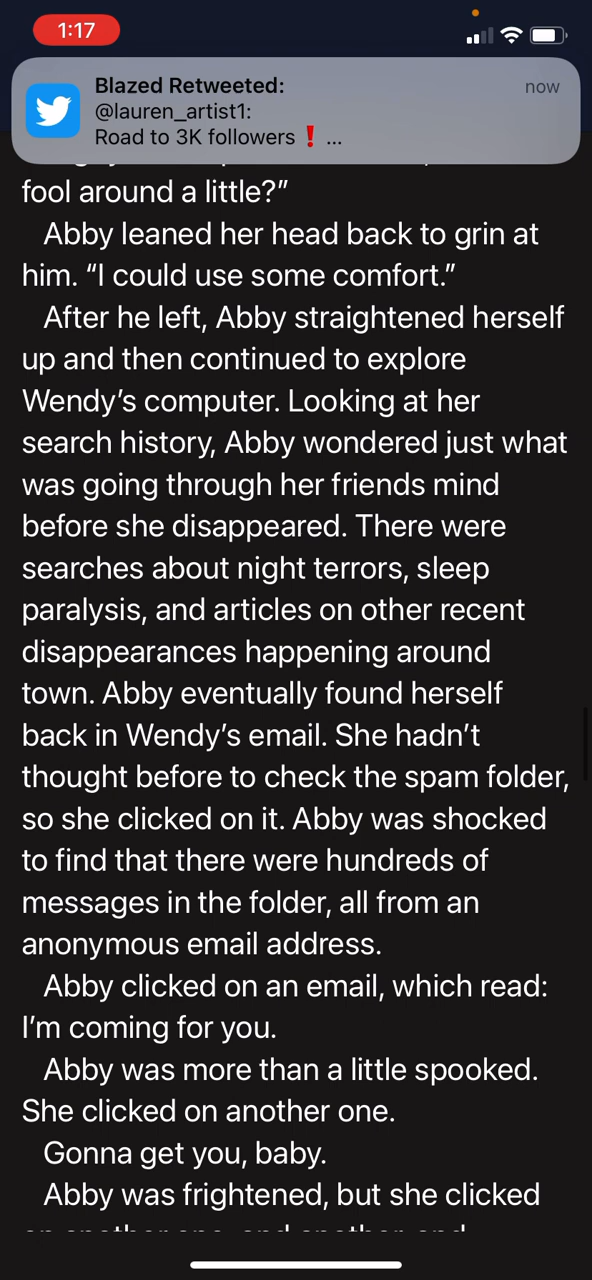 1:17
Blazed Retweeted:
now
@lauren_artist1:
Road to 3K followers❗...
fool around a little?”
Abby leaned her head back to grin at
him. “I could use some comfort.”
After he left, Abby straightened herself
up and then continued to explore
Wendy’s computer. Looking at her
search history, Abby wondered just what
was going through her friends mind
before she disappeared. There were
searches about night terrors, sleep
paralysis, and articles on other recent
disappearances happening around
town. Abby eventually found herself
back in Wendy’s email. She hadn’t
thought before to check the spam folder,
so she clicked on it. Abby was shocked
to find that there were hundreds of
messages in the folder, all from an
anonymous email address.
Abby clicked on an email, which read:
I’m coming for you.
Abby was more than a little spooked.
She clicked on another one.
Gonna get you, baby.
Abby was frightened, but she clicked
on another one, and another, and